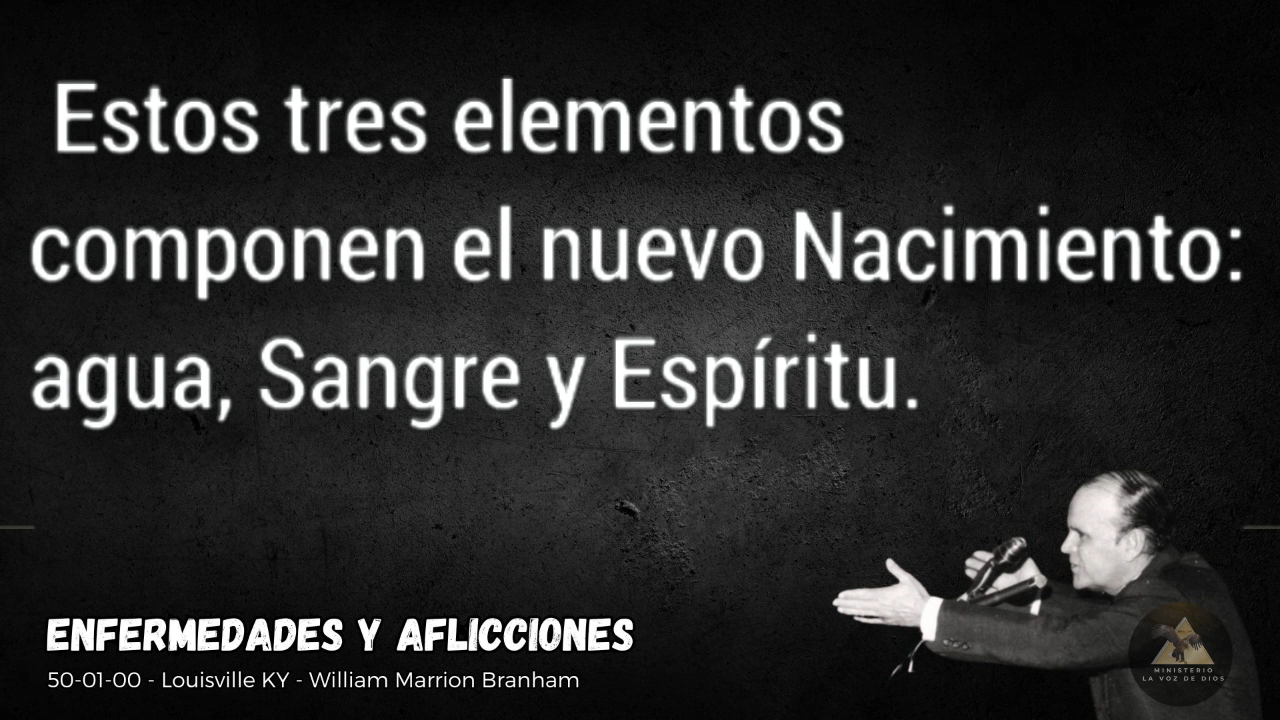 Estos tres elementos
componen el nuevo Nacimiento:
agua, Sangre y Espíritu.
ENFERMEDADES Y AFLICCIONES
50-01-00 - Louisville KY - William Marrion Branham
MINISTERIO
LA VOZ DE DIOS